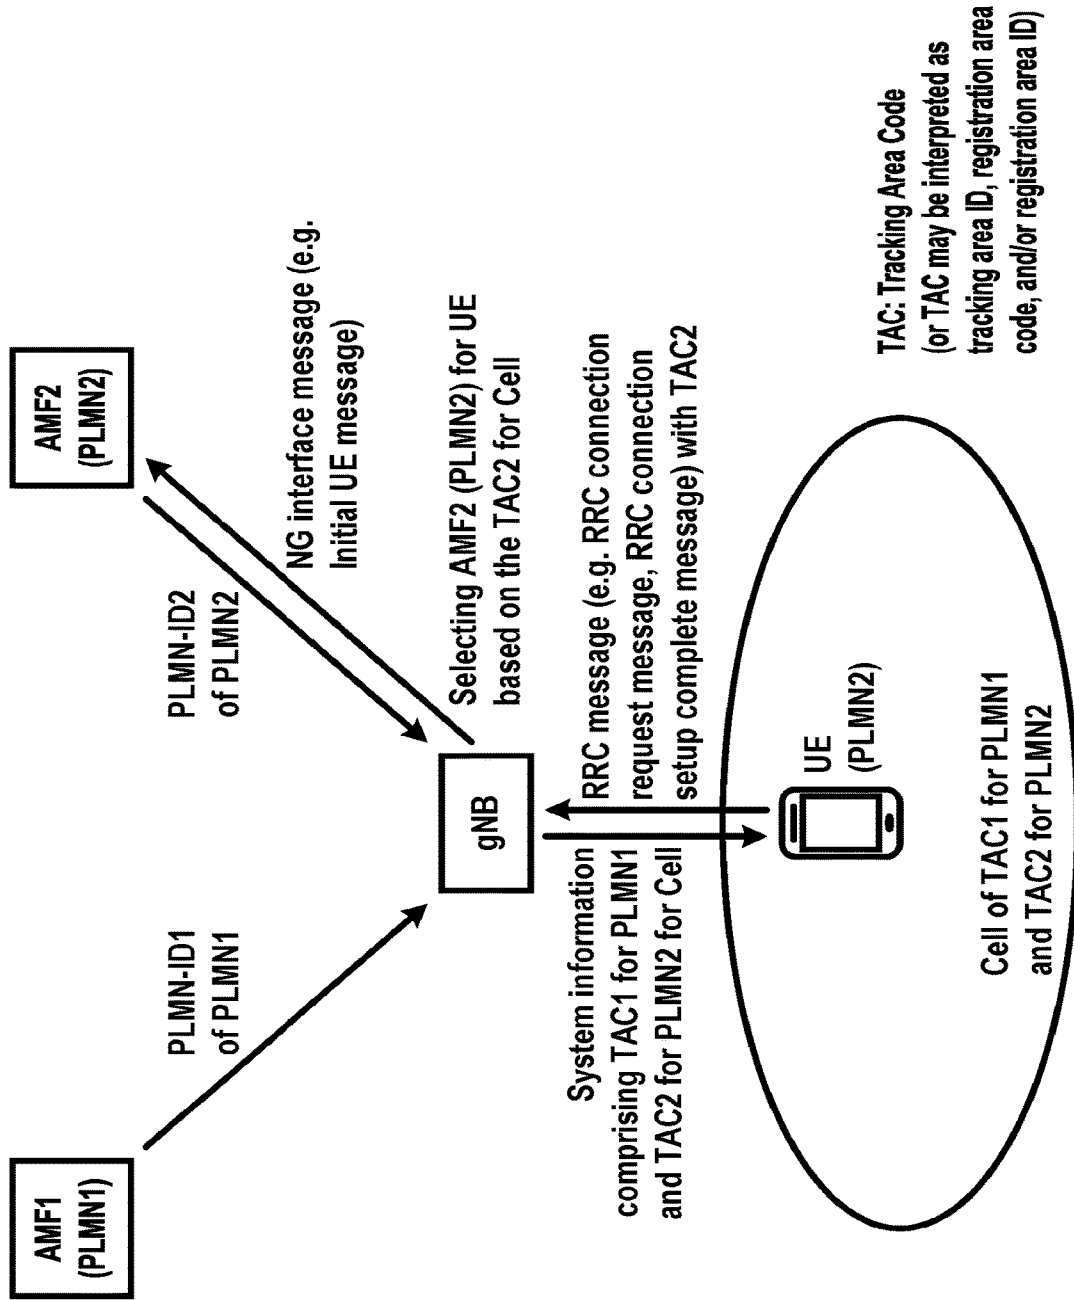 AMF1
(PLMN1)
AMF2
(PLMN2)
PLMN-ID1
of PLMN1
PLMN-ID2
of PLMN2
NG interface message (e.g.
Initial UE message)
gNB
Selecting AMF2 (PLMN2) for UE
based on the TAC2 for Cell
System information
comprising TAC1 for PLMN1
and TAC2 for PLMN2 for Cell
RRC message (e.g. RRC connection
request message, RRC connection
setup complete message) with TAC2
UE
(PLMN2)
Cell of TAC1 for PLMN1
and TAC2 for PLMN2
TAC: Tracking Area Code
(or TAC may be interpreted as
tracking area ID, registration area
code, and/or registration area ID)